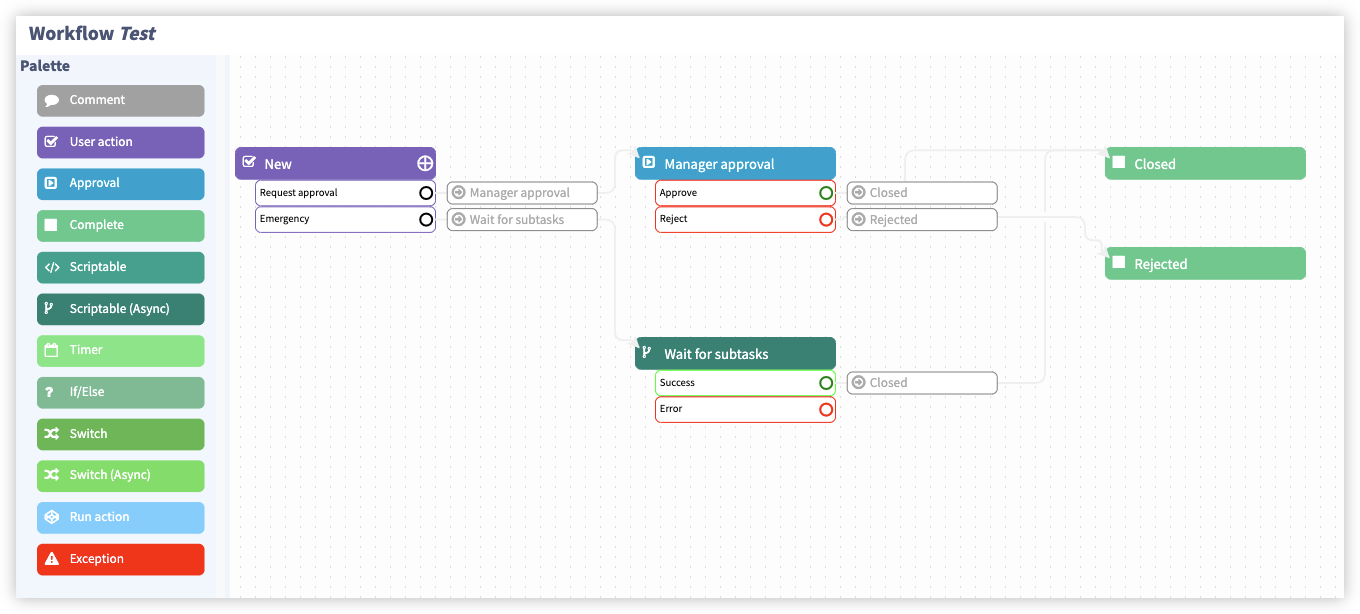 Workflow Test
Palette
Comment
User action
Approval
Complete
Scriptable
Scriptable (Async)
Timer
If/Else
Switch
Switch (Async)
Run action
Exception
New
Request approval
Manager approval
Emergency
Wait for subtasks
Manager approval
Approve
Closed
Reject
Rejected
Wait for subtasks
Success
Closed
Error
Closed
Rejected